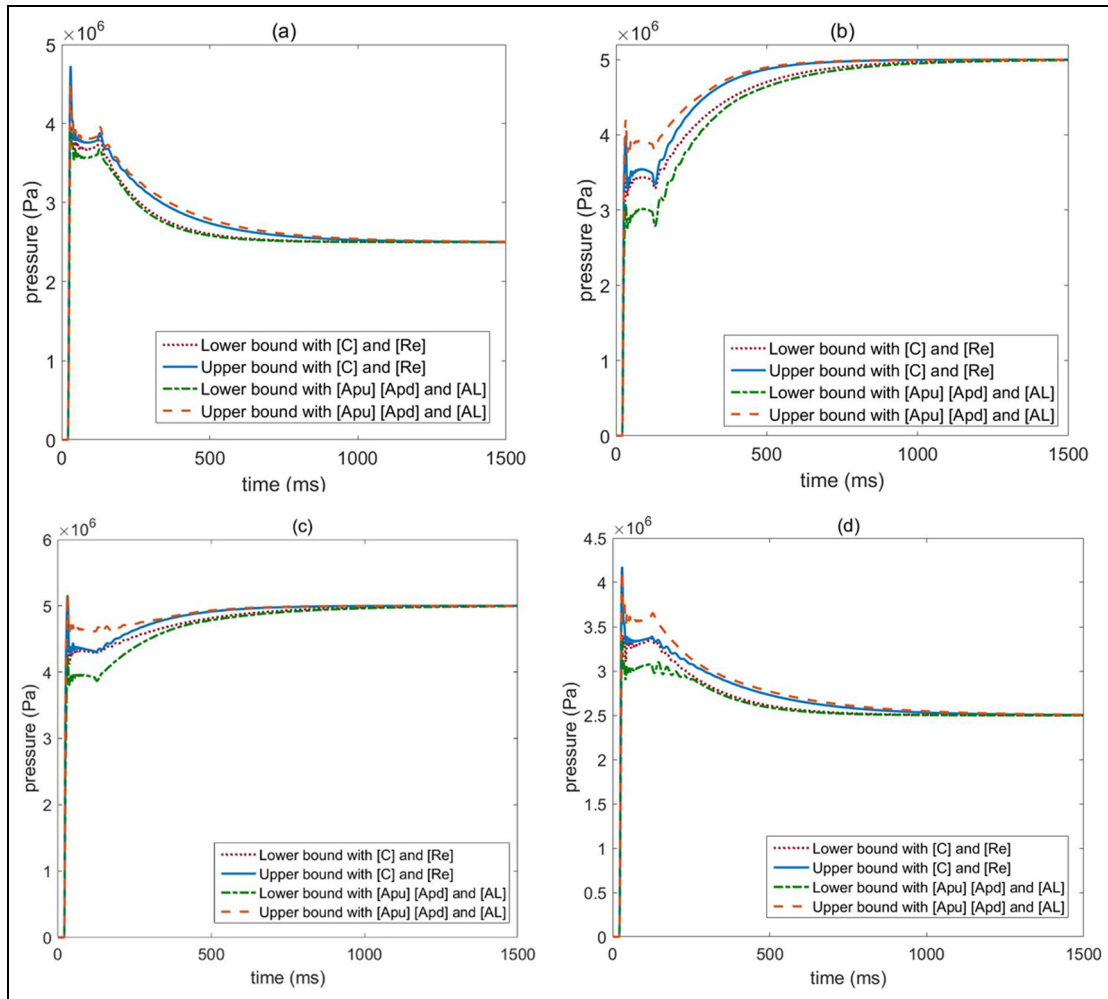 (a)
×10⁶
5
4
3
2
1
0
0 500 1000 1500
pressure (Pa)
time (ms)
Lower bound with [C] and [Re]
Upper bound with [C] and [Re]
Lower bound with [Apu] [Apd] and [AL]
Upper bound with [Apu] [Apd] and [AL]
(b)
×10⁶
5
4
3
2
1
0
0 500 1000 1500
pressure (Pa)
time (ms)
Lower bound with [C] and [Re]
Upper bound with [C] and [Re]
Lower bound with [Apu] [Apd] and [AL]
Upper bound with [Apu] [Apd] and [AL]
(c)
×10⁶
6
5
4
3
2
1
0
0 500 1000 1500
pressure (Pa)
time (ms)
Lower bound with [C] and [Re]
Upper bound with [C] and [Re]
Lower bound with [Apu] [Apd] and [AL]
Upper bound with [Apu] [Apd] and [AL]
(d)
×10⁶
4.5
4
3.5
3
2.5
2
1.5
1
0.5
0
0 500 1000 1500
pressure (Pa)
time (ms)
Lower bound with [C] and [Re]
Upper bound with [C] and [Re]
Lower bound with [Apu] [Apd] and [AL]
Upper bound with [Apu] [Apd] and [AL]